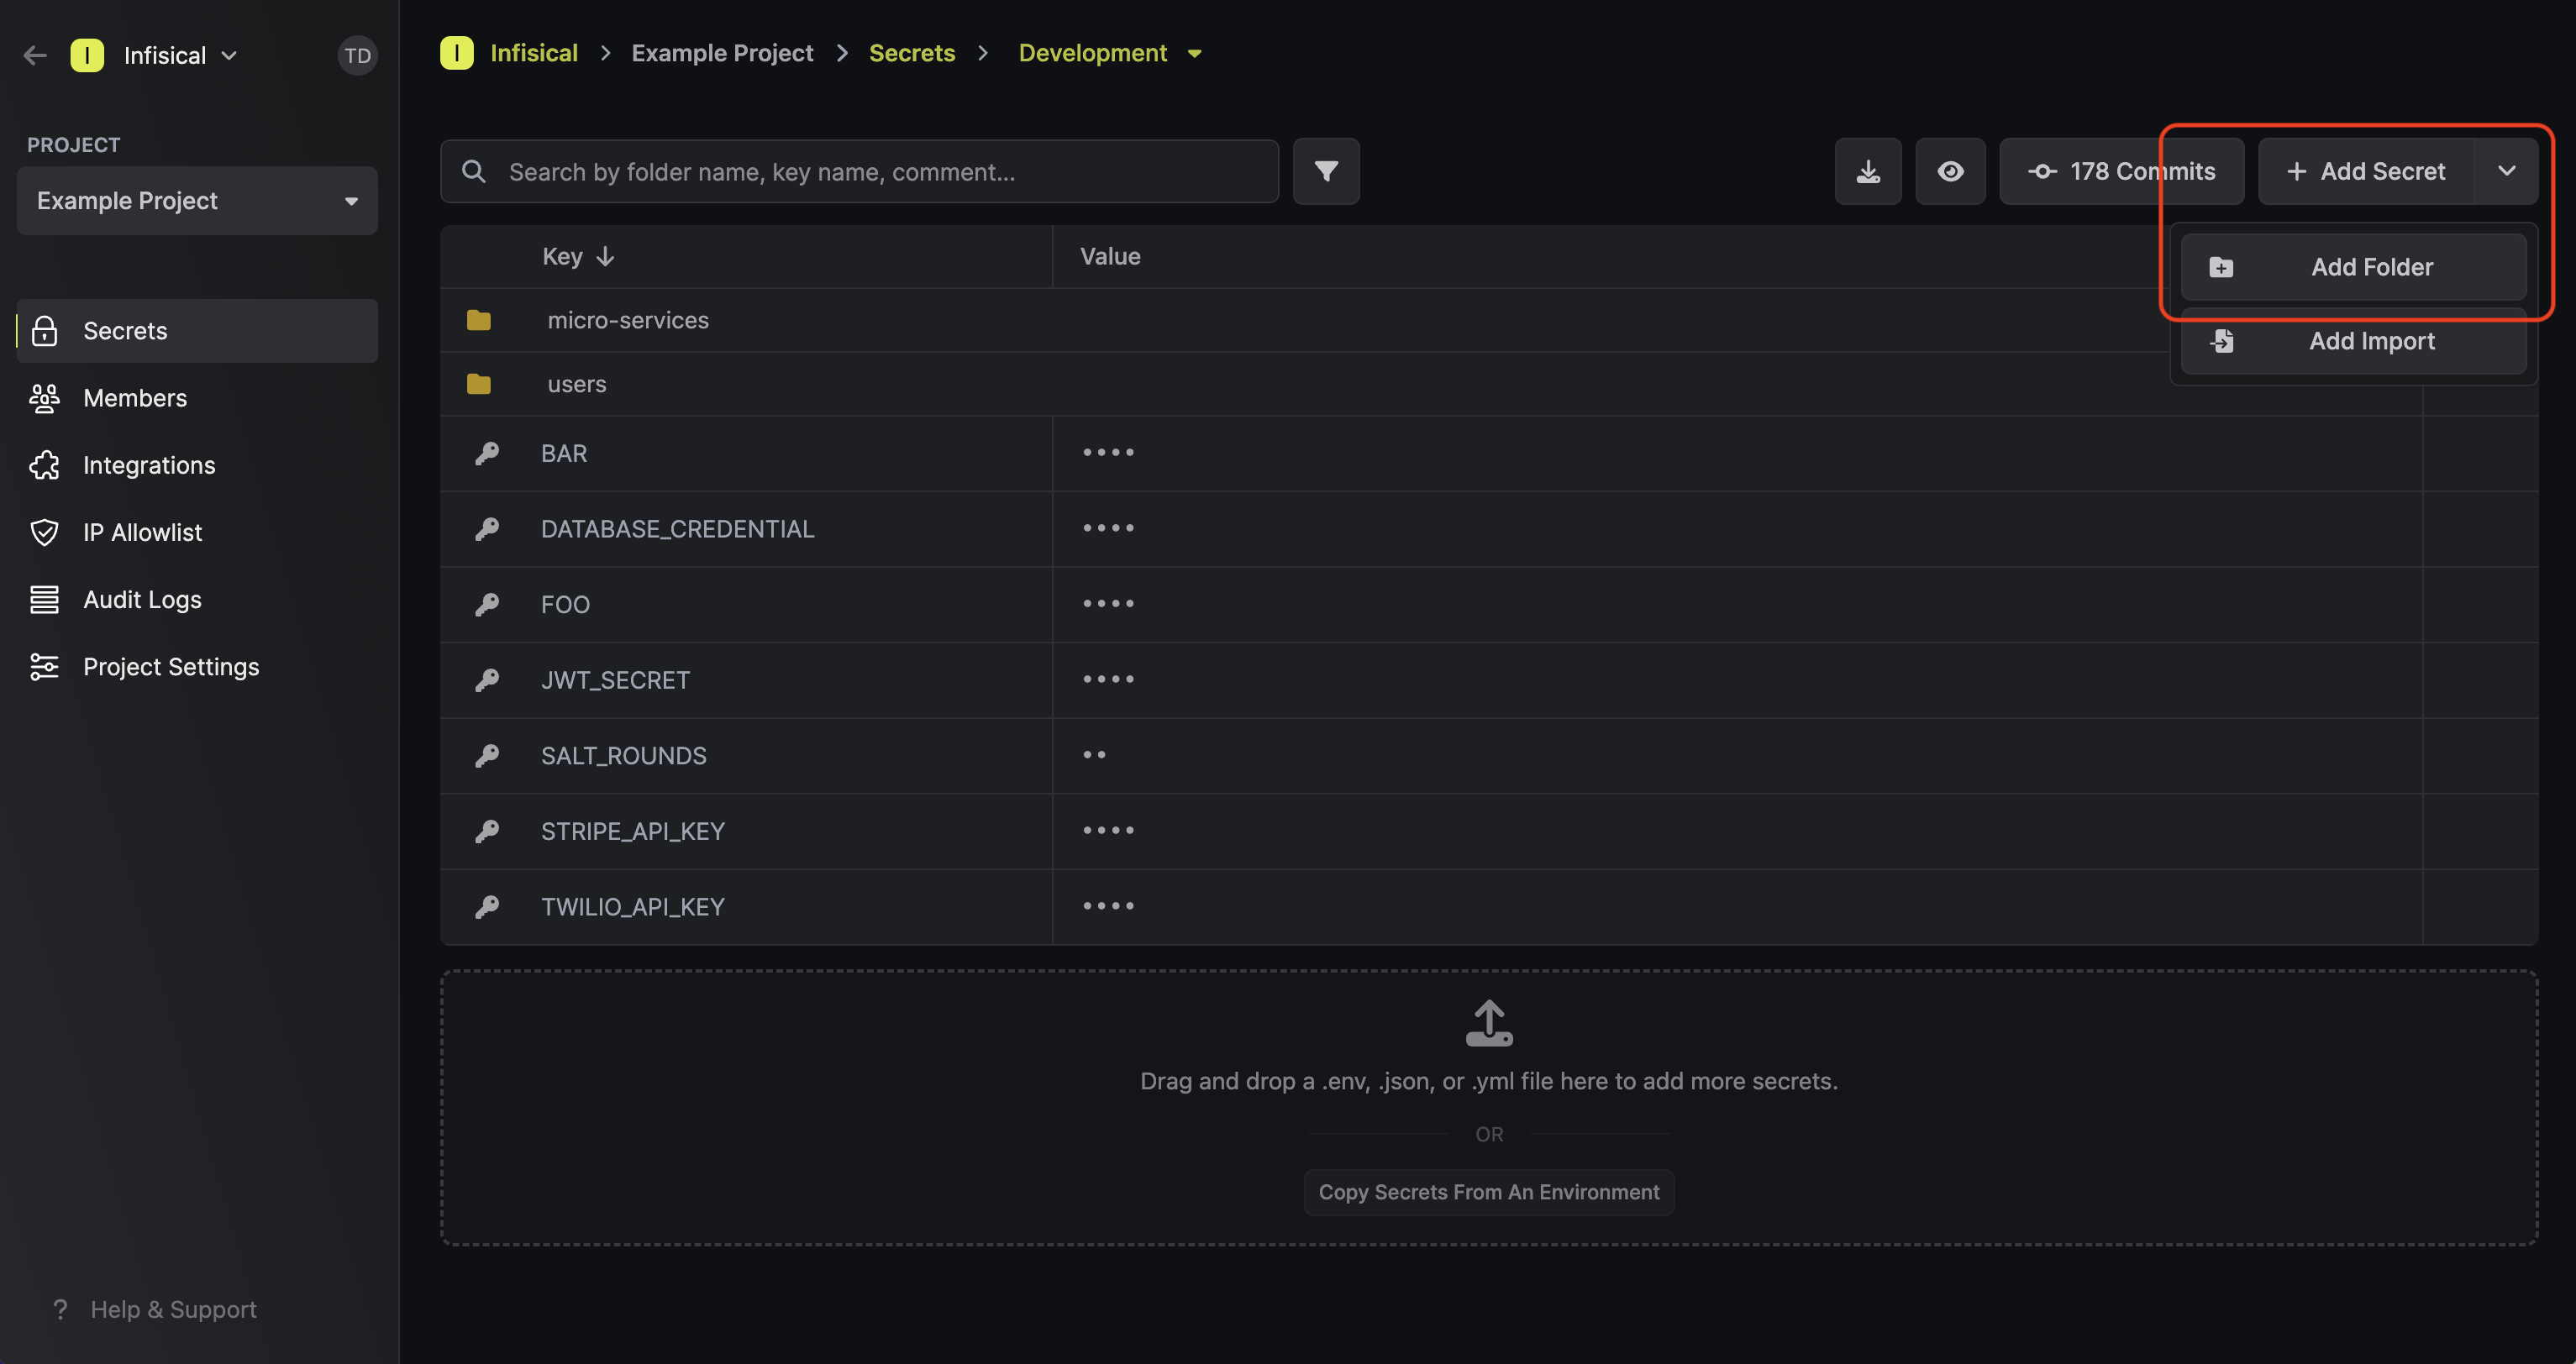 I Infisical TD
PROJECT
Example Project
Secrets
Members
Integrations
IP Allowlist
Audit Logs
Project Settings
? Help & Support
I Infisical > Example Project > Secrets > Development
Search by folder name, key name, comment...
178 Commits
+ Add Secret
Add Folder
Add Import
Key Value
micro-services
users
BAR ••••
DATABASE_CREDENTIAL ••••
FOO ••••
JWT_SECRET ••••
SALT_ROUNDS ••
STRIPE_API_KEY ••••
TWILIO_API_KEY ••••
Drag and drop a .env, .json, or .yml file here to add more secrets.
OR
Copy Secrets From An Environment